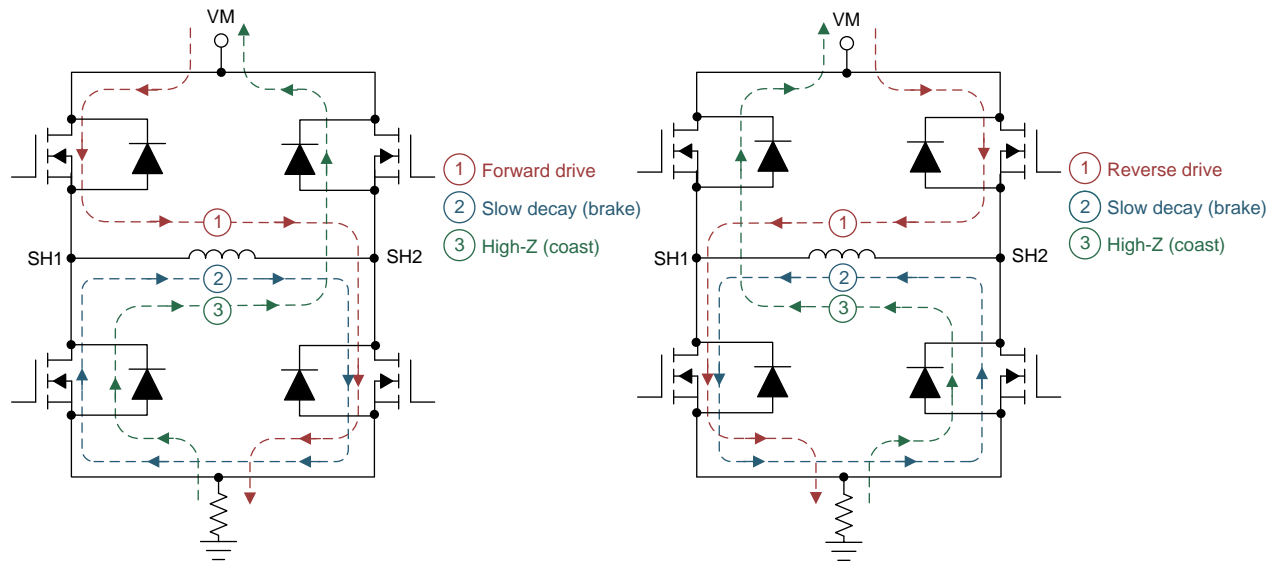 VM
1 Forward drive
2 Slow decay (brake)
3 High-Z (coast)
1
SH1
SH2
2
3
VM
1 Reverse drive
2 Slow decay (brake)
3 High-Z (coast)
1
SH1
SH2
2
3